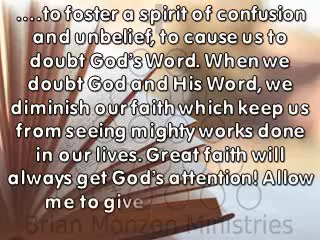 ....to foster a spirit of confusion
and unbelief, to cause us to
doubt God's Word. When we
doubt God and His Word, we
diminish our faith which keep us
from seeing mighty works done
in our lives. Great faith will
always get God's attention! Allow
me to give
Brian Monzon Ministries